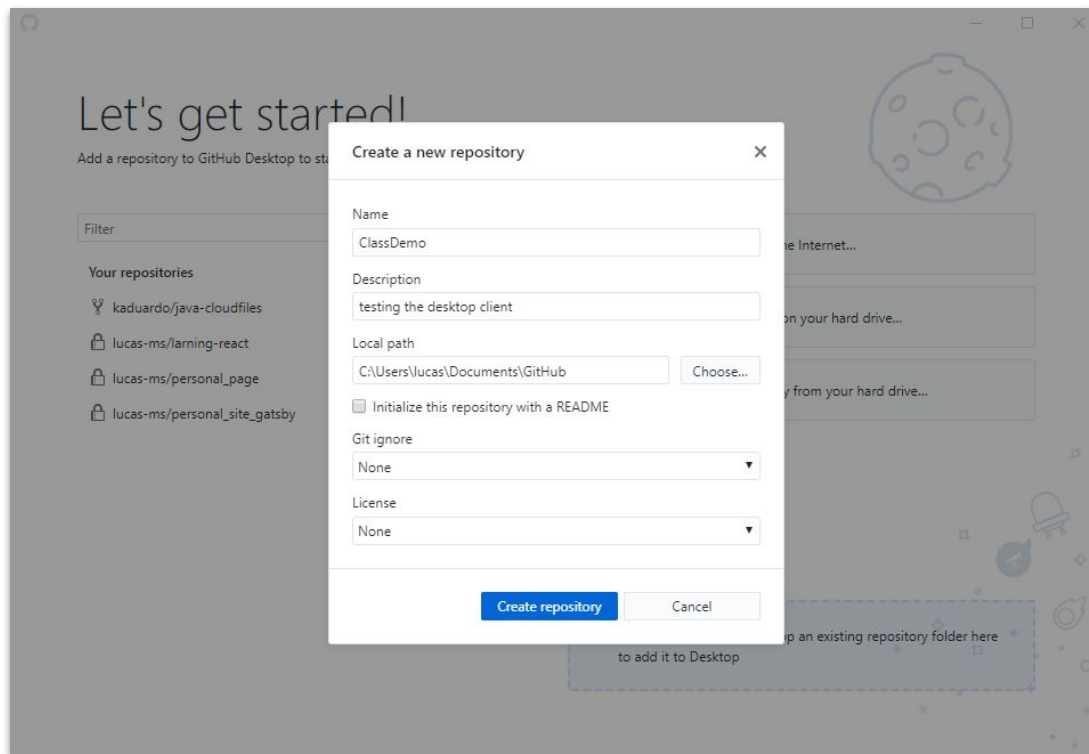 Let's get started!
Add a repository to GitHub Desktop to sta
Filter
Your repositories
kaduardo/java-cloudfiles
lucas-ms/larning-react
lucas-ms/personal_page
lucas-ms/personal_site_gatsby
Create a new repository
Name
ClassDemo
Description
testing the desktop client
Local path
C:\Users\lucas\Documents\GitHub
Choose...
Initialize this repository with a README
Git ignore
None
License
None
Create repository
Cancel
e Internet...
on your hard drive...
y from your hard drive...
p an existing repository folder here
to add it to Desktop